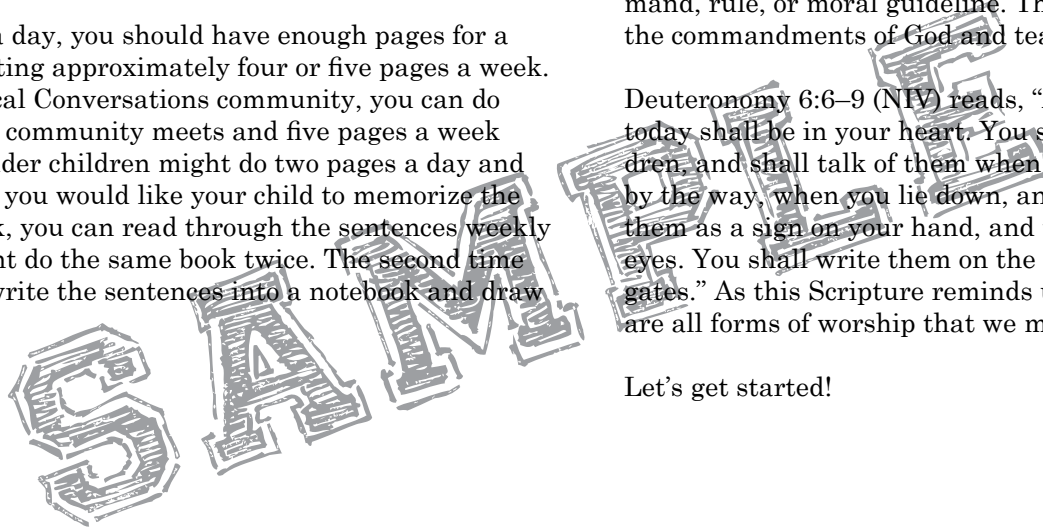 a day, you should have enough pages for a
ting approximately four or five pages a week.
cal Conversations community, you can do
community meets and five pages a week
der children might do two pages a day and
you would like your child to memorize the
k, you can read through the sentences weekly
nt do the same book twice. The second time
write the sentences into a notebook and draw
mand, rule, or moral guideline. Th
the commandments of God and tea
Deuteronomy 6:6–9 (NIV) reads, “
today shall be in your heart. You s
dren, and shall talk of them when
by the way, when you lie down, an
them as a sign on your hand, and
eyes. You shall write them on the
gates.” As this Scripture reminds u
are all forms of worship that we m
Let’s get started!
SAMPLE